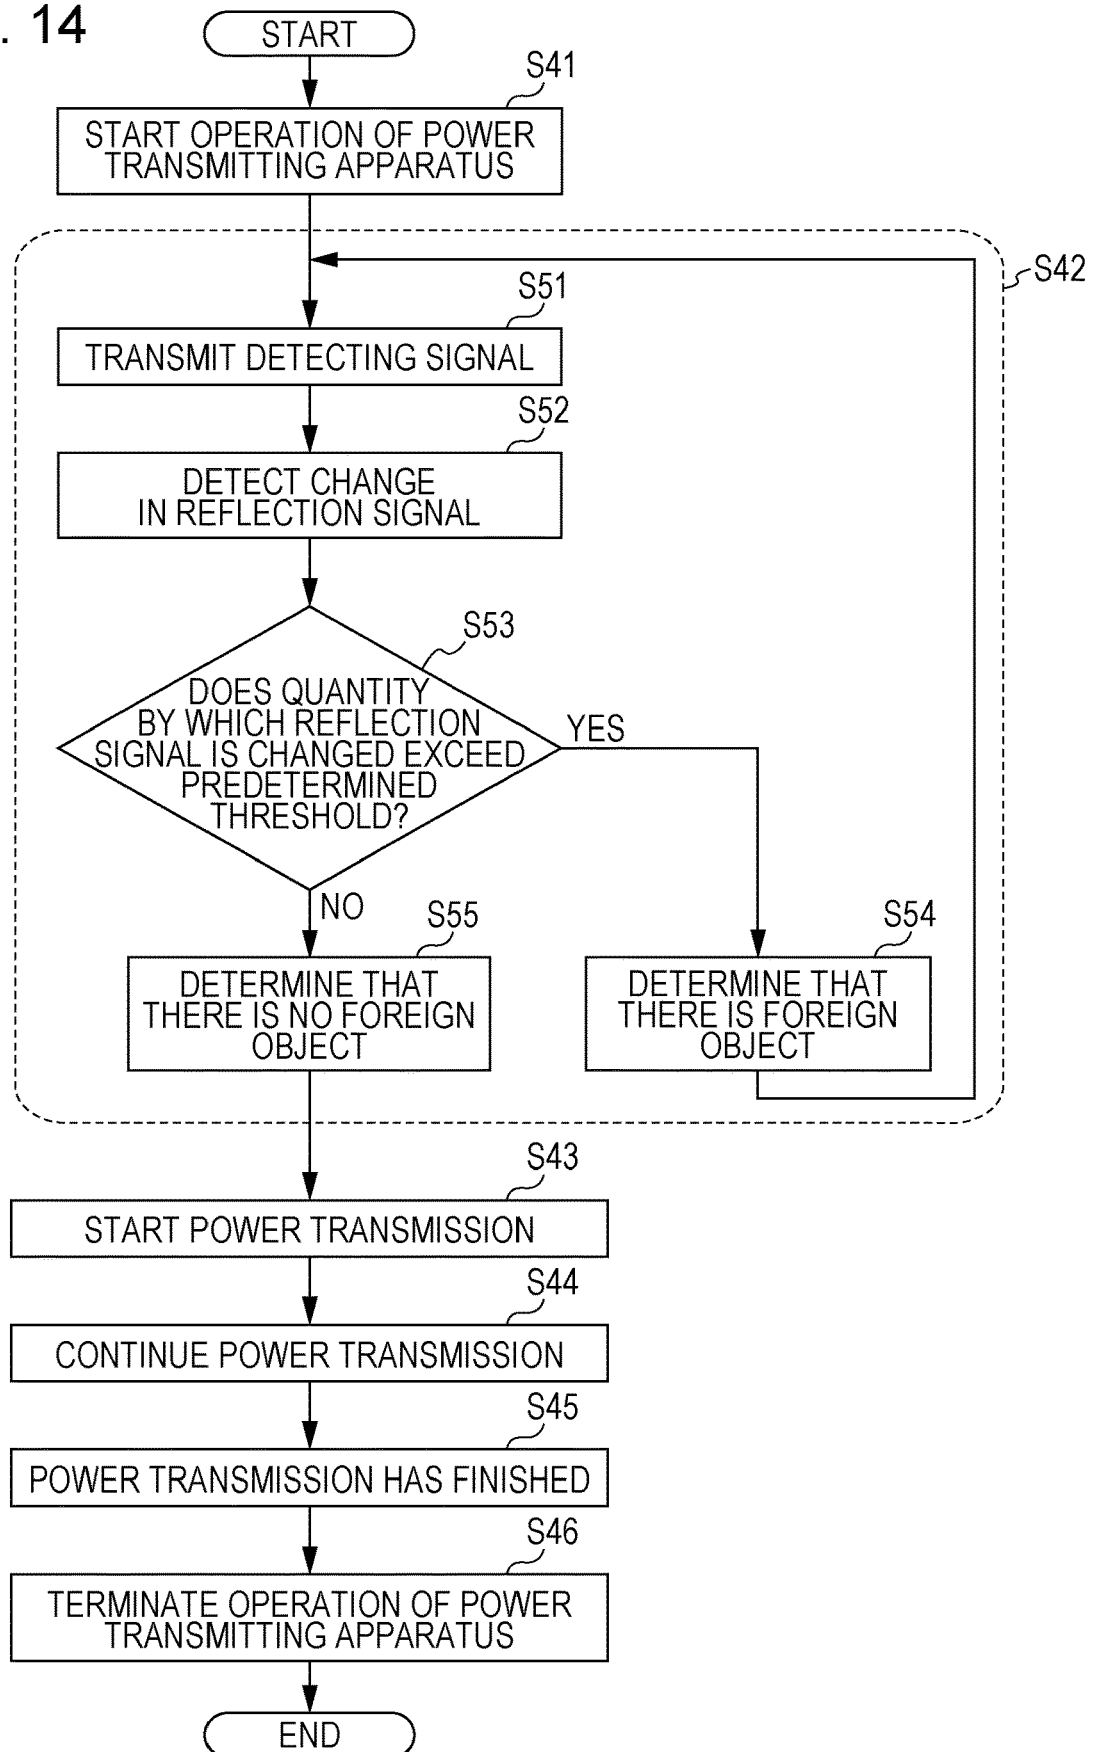 . 14
START
S41
START OPERATION OF POWER
TRANSMITTING APPARATUS
S42
S51
TRANSMIT DETECTING SIGNAL
S52
DETECT CHANGE
IN REFLECTION SIGNAL
S53
DOES QUANTITY
BY WHICH REFLECTION
SIGNAL IS CHANGED EXCEED
PREDETERMINED
THRESHOLD?
YES
NO
S55
DETERMINE THAT
THERE IS NO FOREIGN
OBJECT
S54
DETERMINE THAT
THERE IS FOREIGN
OBJECT
S43
START POWER TRANSMISSION
S44
CONTINUE POWER TRANSMISSION
S45
POWER TRANSMISSION HAS FINISHED
S46
TERMINATE OPERATION OF POWER
TRANSMITTING APPARATUS
END